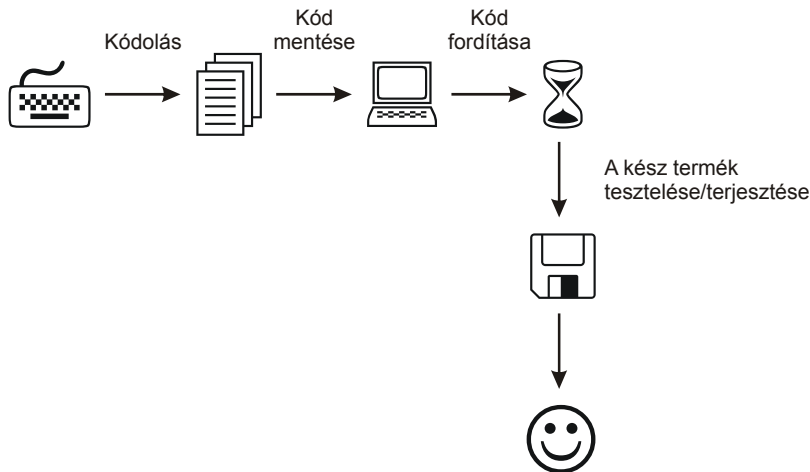 Kódolás
Kód
mentése
Kód
fordítása
A kész termék
tesztelése/terjesztése